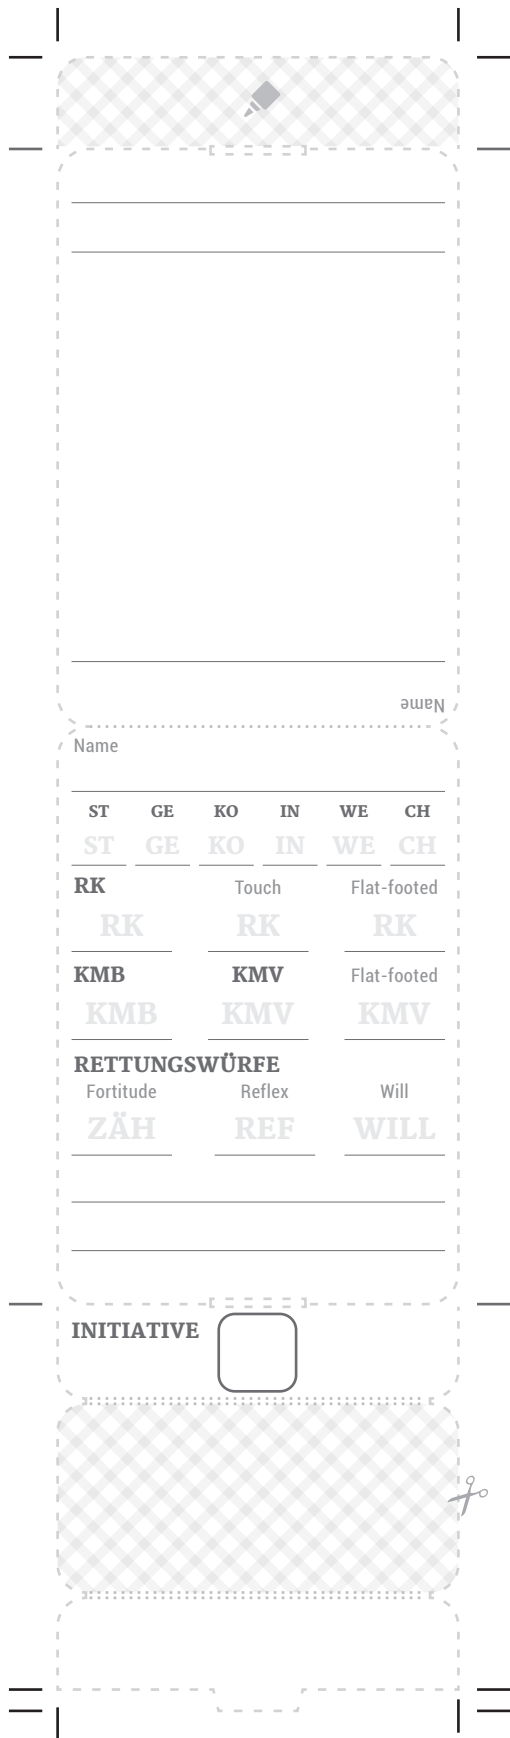 Name
Name
ST GE KO IN WE CH
ST GE KO IN WE CH
RK Touch Flat-footed
RK RK RK
KMB KMV Flat-footed
KMB KMV KMV
RETTUNGSWÜRFE
Fortitude Reflex Will
ZÄH REF WILL
INITIATIVE